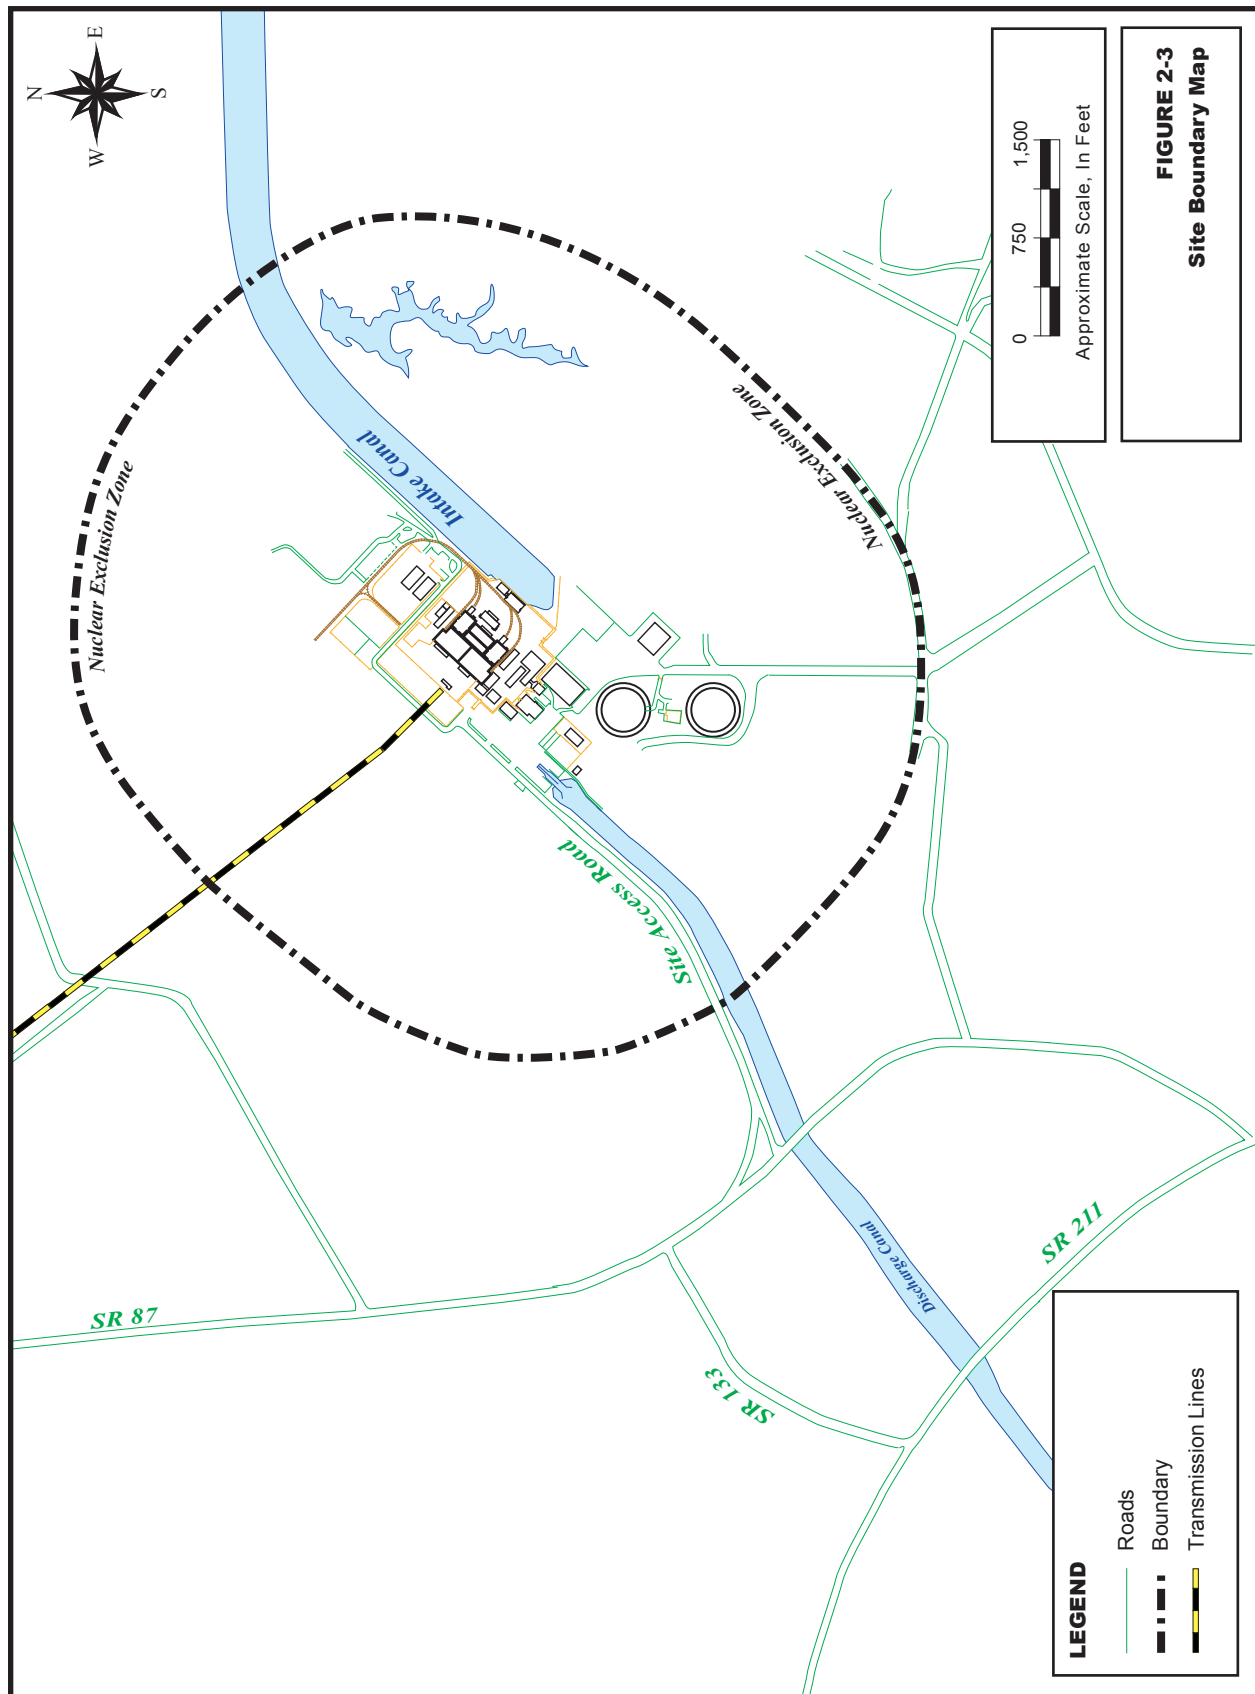 N
E
W
S
Nuclear Exclusion Zone
Intake Canal
Nuclear Exclusion Zone
Site Access Road
SR 87
SR 133
Discharge Canal
SR 211
LEGEND
Roads
Boundary
Transmission Lines
0 750 1,500
Approximate Scale, In Feet
FIGURE 2-3
Site Boundary Map